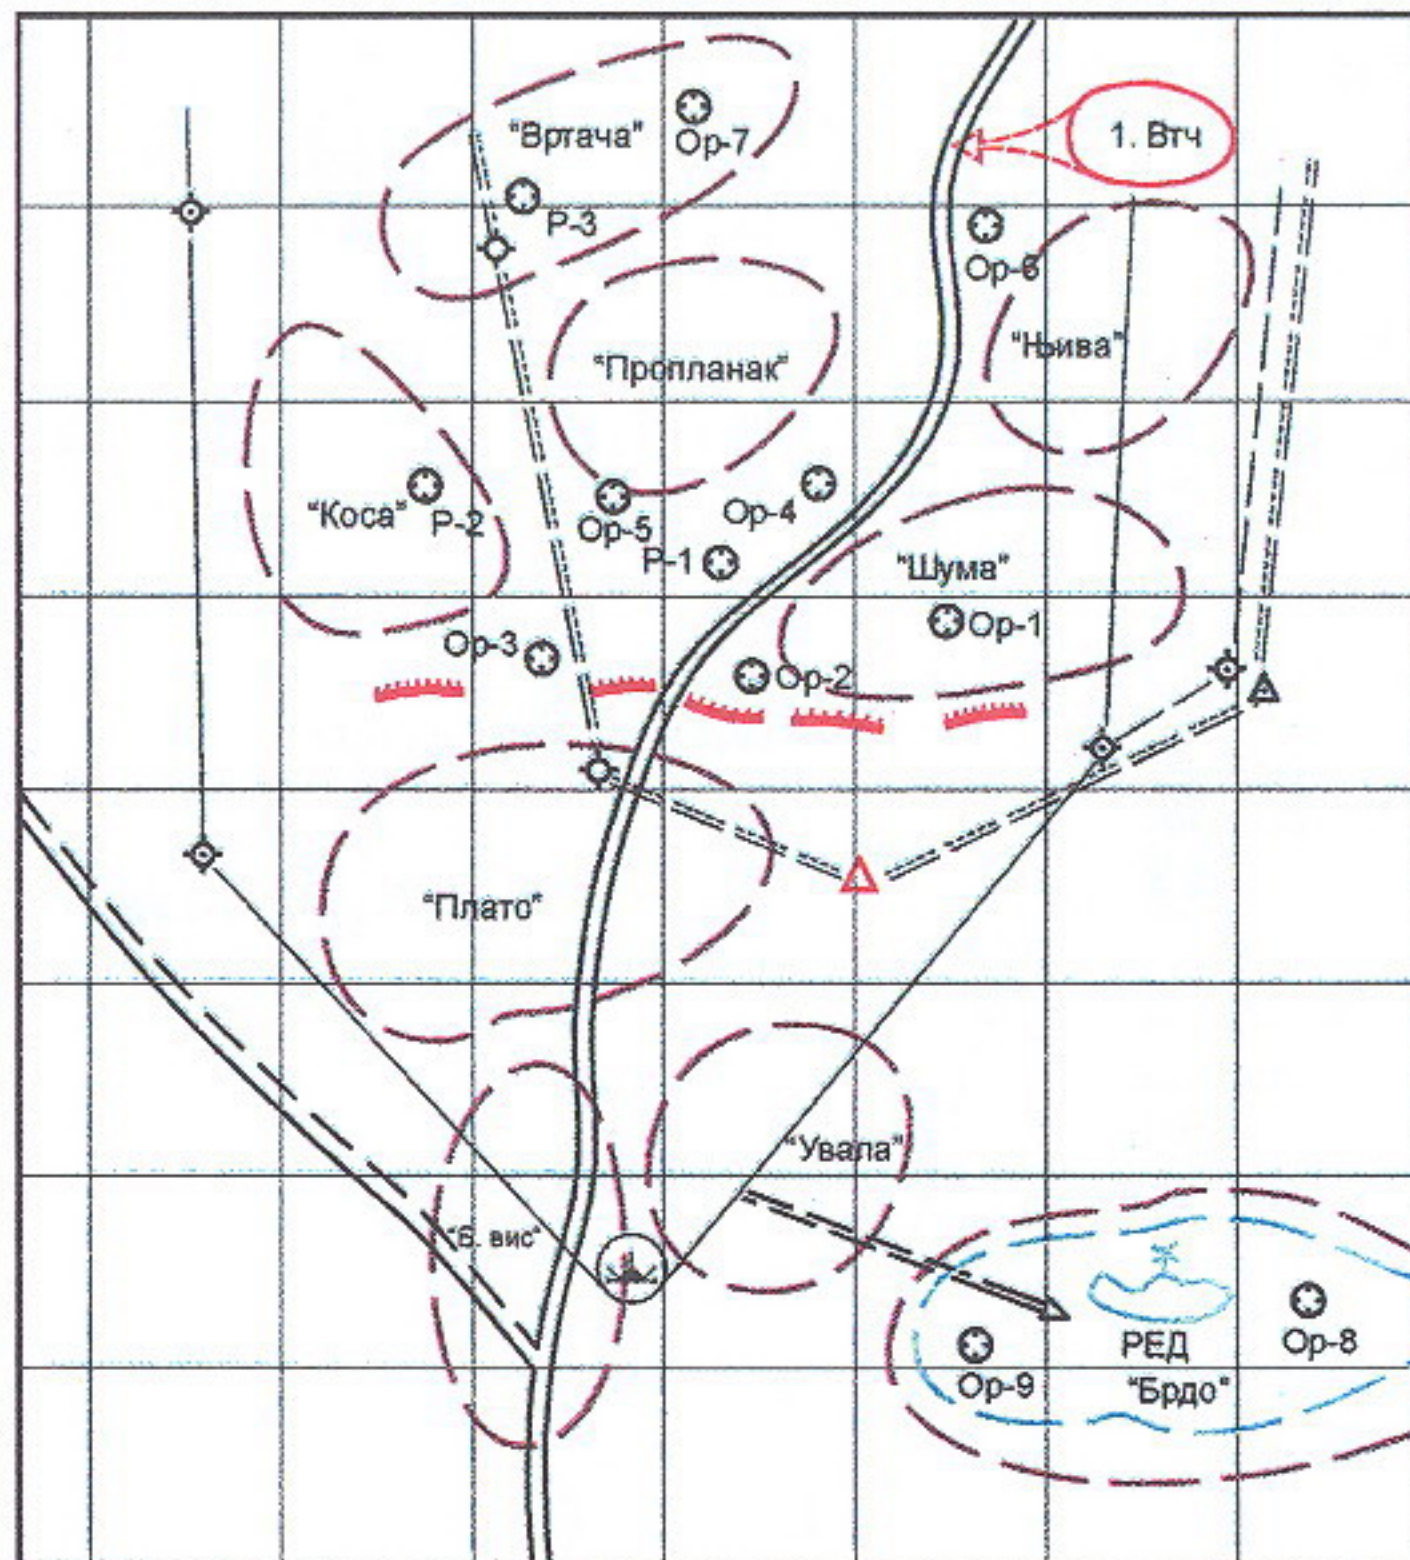 1. Втч
"Вртача"
Ор-7
Р-3
Ор-6
"Њива"
"Пропланак"
"Коса"
Р-2
Ор-5
Ор-4
Р-1
"Шума"
Ор-1
Ор-3
Ор-2
"Плато"
"Увала"
"Б. вис"
РЕД
Ор-8
Ор-9
"Брдо"